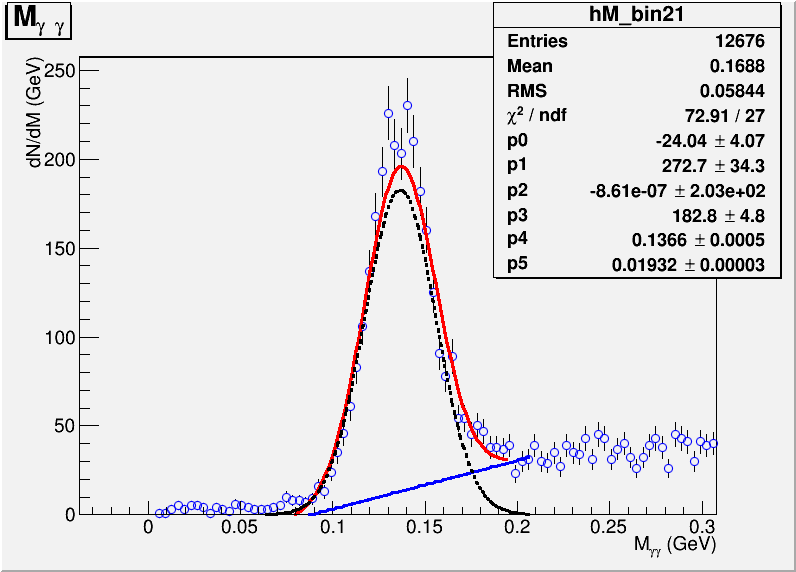 Mγ γ
hM_bin21
Entries 12676
Mean 0.1688
RMS 0.05844
χ² / ndf 72.91 / 27
p0 -24.04 ± 4.07
p1 272.7 ± 34.3
p2 -8.61e-07 ± 2.03e+02
p3 182.8 ± 4.8
p4 0.1366 ± 0.0005
p5 0.01932 ± 0.00003
dN/dM (GeV)
250
200
150
100
50
0
0 0.05 0.1 0.15 0.2 0.25 0.3
Mγγ (GeV)